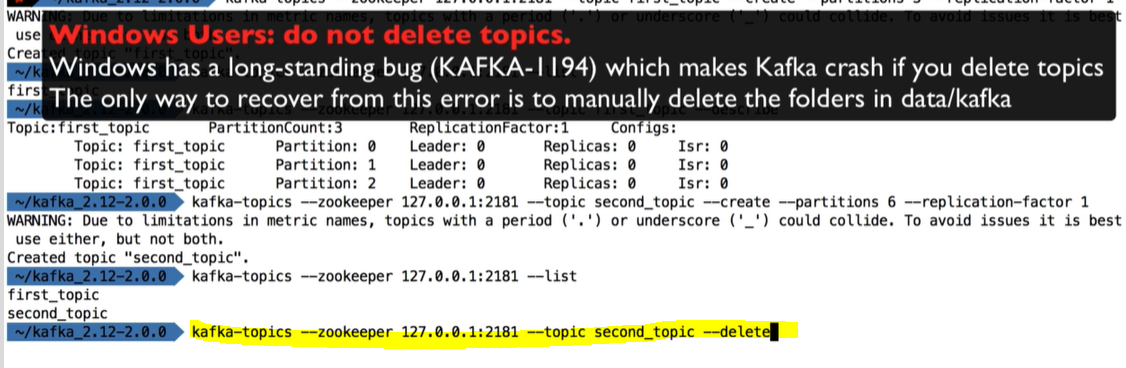 WARNING: Due to limitations in metric names, topics with a period ('.') or underscore ('_') could collide. To avoid issues it is best
use
Windows Users: do not delete topics.
Created topic "first_topic".
Windows has a long-standing bug (KAFKA-1194) which makes Kafka crash if you delete topics
The only way to recover from this error is to manually delete the folders in data/kafka
Topic:first_topic PartitionCount:3 ReplicationFactor:1 Configs:
Topic: first_topic Partition: 0 Leader: 0 Replicas: 0 Isr: 0
Topic: first_topic Partition: 1 Leader: 0 Replicas: 0 Isr: 0
Topic: first_topic Partition: 2 Leader: 0 Replicas: 0 Isr: 0
~/kafka_2.12-2.0.0 kafka-topics --zookeeper 127.0.0.1:2181 --topic second_topic --create --partitions 6 --replication-factor 1
WARNING: Due to limitations in metric names, topics with a period ('.') or underscore ('_') could collide. To avoid issues it is best
use either, but not both.
Created topic "second_topic".
~/kafka_2.12-2.0.0 kafka-topics --zookeeper 127.0.0.1:2181 --list
first_topic
second_topic
~/kafka_2.12-2.0.0 kafka-topics --zookeeper 127.0.0.1:2181 --topic second_topic --delete